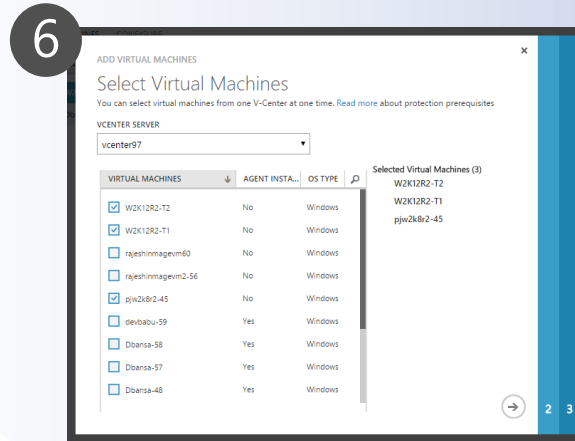 6
NES CONFIGURE
ADD VIRTUAL MACHINES
Select Virtual Machines
You can select virtual machines from one V-Center at one time. Read more about protection prerequisites
VCENTER SERVER
vcenter97
VIRTUAL MACHINES AGENT INSTA... OS TYPE
W2K12R2-T2 No Windows
W2K12R2-T1 No Windows
rajeshinmagevm60 No Windows
rajeshinmagevm2-56 No Windows
pjw2k8r2-45 No Windows
devbabu-59 Yes Windows
Dbansa-58 Yes Windows
Dbansa-57 Yes Windows
Dbansa-48 Yes Windows
Selected Virtual Machines (3)
W2K12R2-T2
W2K12R2-T1
pjw2k8r2-45
2 3